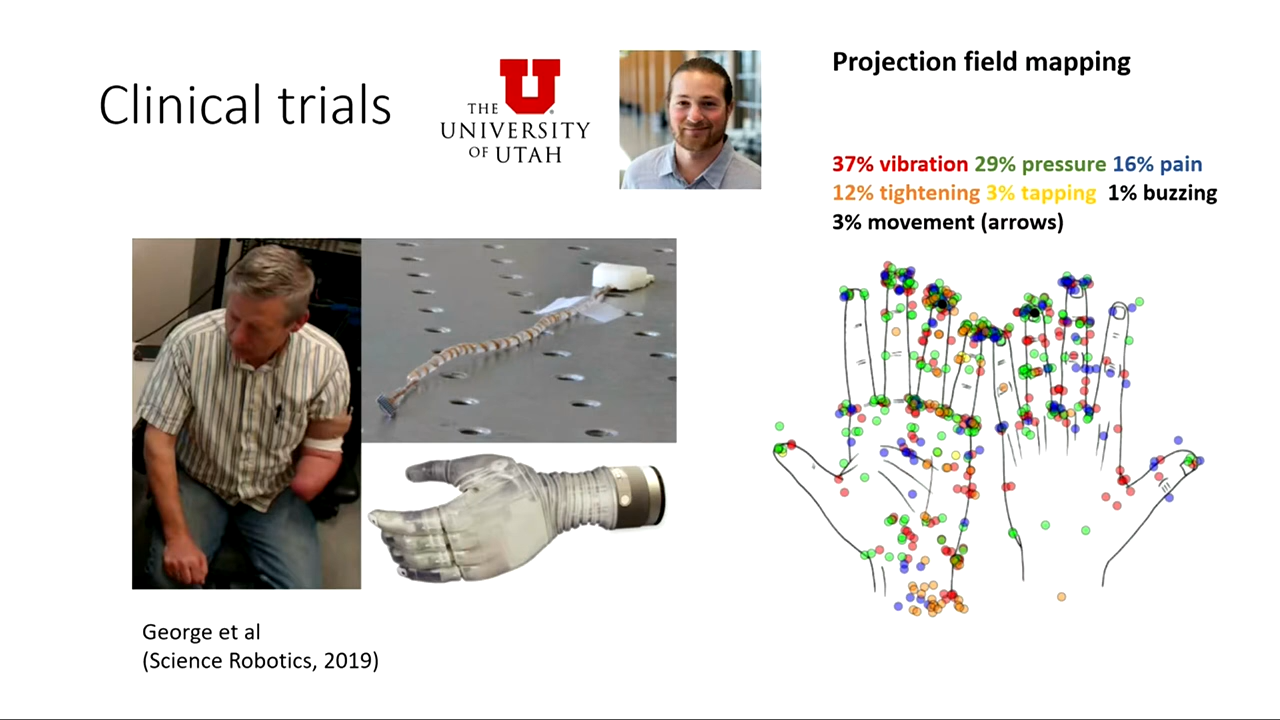 Clinical trials
THE
UNIVERSITY
OF UTAH
Projection field mapping
37% vibration 29% pressure 16% pain
12% tightening 3% tapping 1% buzzing
3% movement (arrows)
George et al
(Science Robotics, 2019)